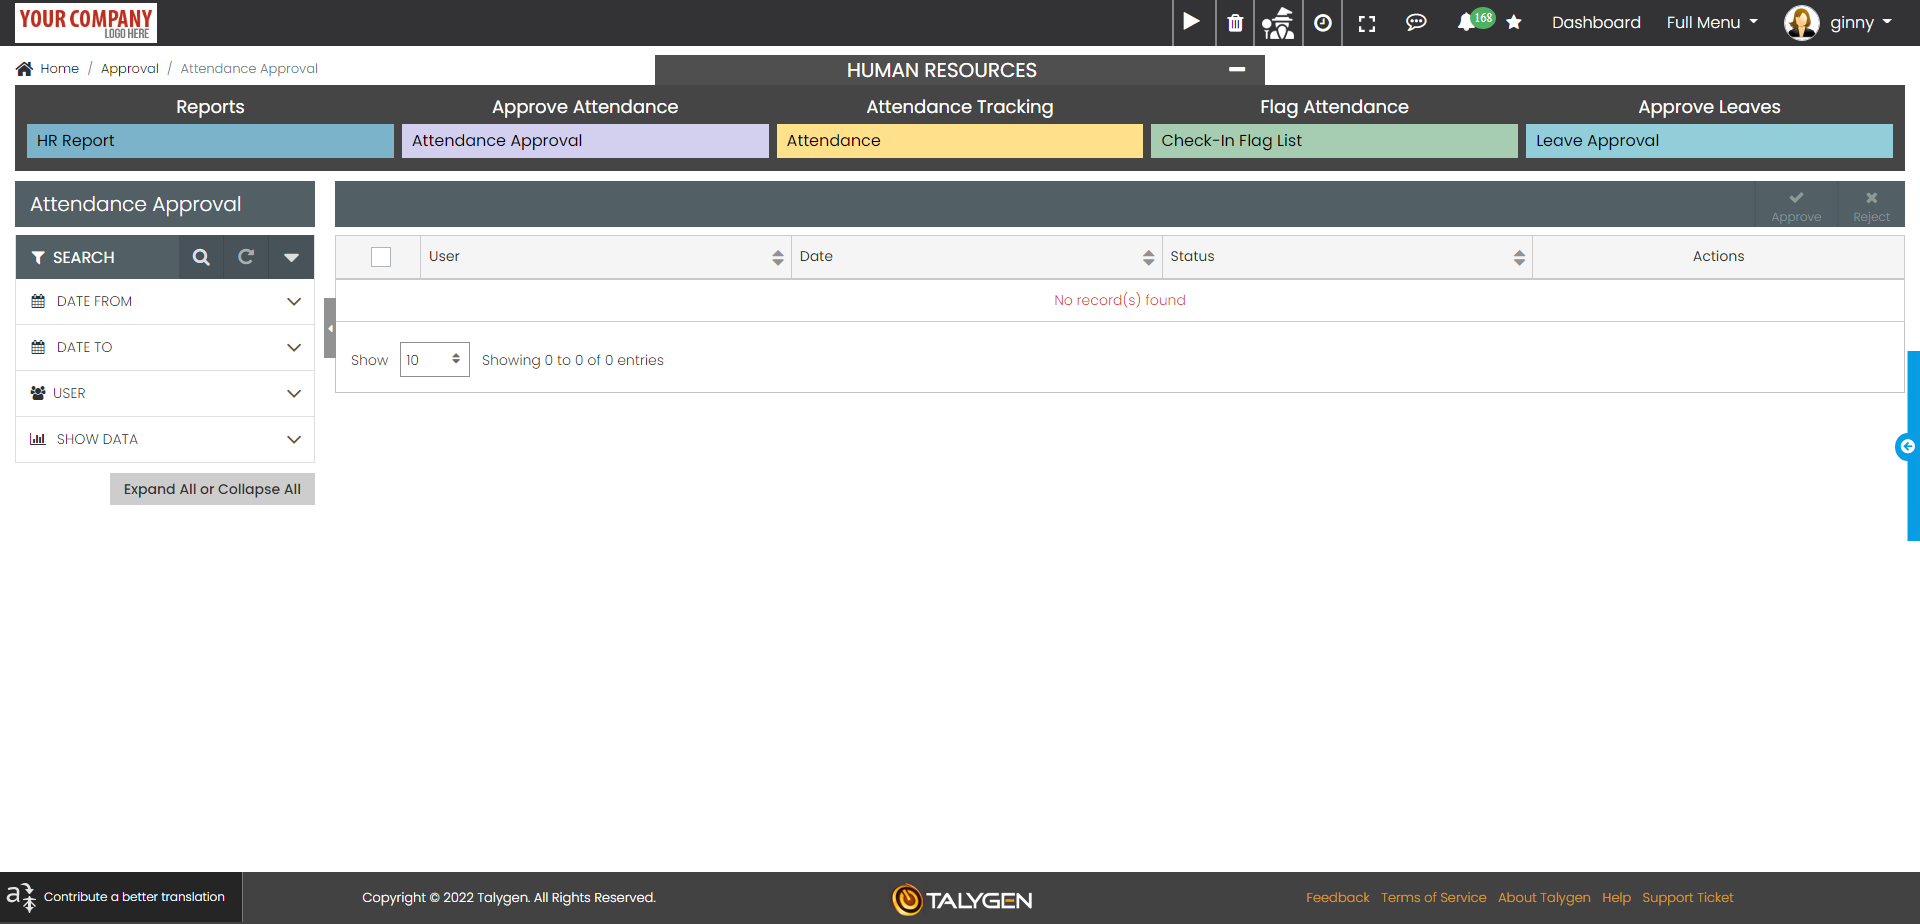 YOUR COMPANY
LOGO HERE
168
Dashboard
Full Menu
ginny
Home / Approval / Attendance Approval
HUMAN RESOURCES
Reports
Approve Attendance
Attendance Tracking
Flag Attendance
Approve Leaves
HR Report
Attendance Approval
Attendance
Check-In Flag List
Leave Approval
Attendance Approval
Approve
Reject
SEARCH
DATE FROM
DATE TO
USER
SHOW DATA
Expand All or Collapse All
User
Date
Status
Actions
No record(s) found
Show 10 Showing 0 to 0 of 0 entries
Contribute a better translation
Copyright © 2022 Talygen. All Rights Reserved.
TALYGEN
Feedback Terms of Service About Talygen Help Support Ticket